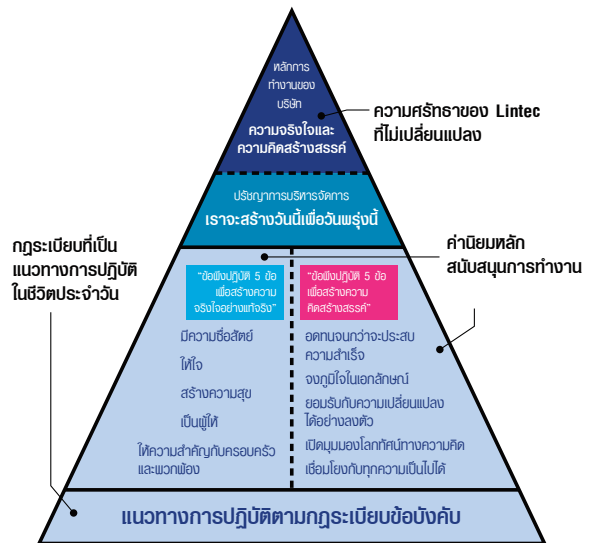 หลักการ
ทำงานของ
บริษัท
ความจริงใจและ
ความคิดสร้างสรรค์
ความศรัทธาของ Lintec
ที่ไม่เปลี่ยนแปลง
ปรัชญาการบริหารจัดการ
เราจะสร้างวันนี้เพื่อวันพรุ่งนี้
กฎระเบียบที่เป็น
แนวทางการปฏิบัติ
ในชีวิตประจำวัน
ค่านิยมหลัก
สนับสนุนการทำงาน
"ข้อพึงปฏิบัติ 5 ข้อ
เพื่อสร้างความ
จริงใจอย่างแท้จริง"
มีความซื่อสัตย์
ให้ใจ
สร้างความสุข
เป็นผู้ให้
ให้ความสำคัญกับครอบครัว
และพวกพ้อง
"ข้อพึงปฏิบัติ 5 ข้อ
เพื่อสร้างความ
คิดสร้างสรรค์"
อดทนจนกว่าจะประสบ
ความสำเร็จ
จงภูมิใจในเอกลักษณ์
ยอมรับกับความเปลี่ยนแปลง
ได้อย่างลงตัว
เปิดมุมมองโลกทัศน์ทางความคิด
เชื่อมโยงกับทุกความเป็นไปได้
แนวทางการปฏิบัติตามกฎระเบียบข้อบังคับ